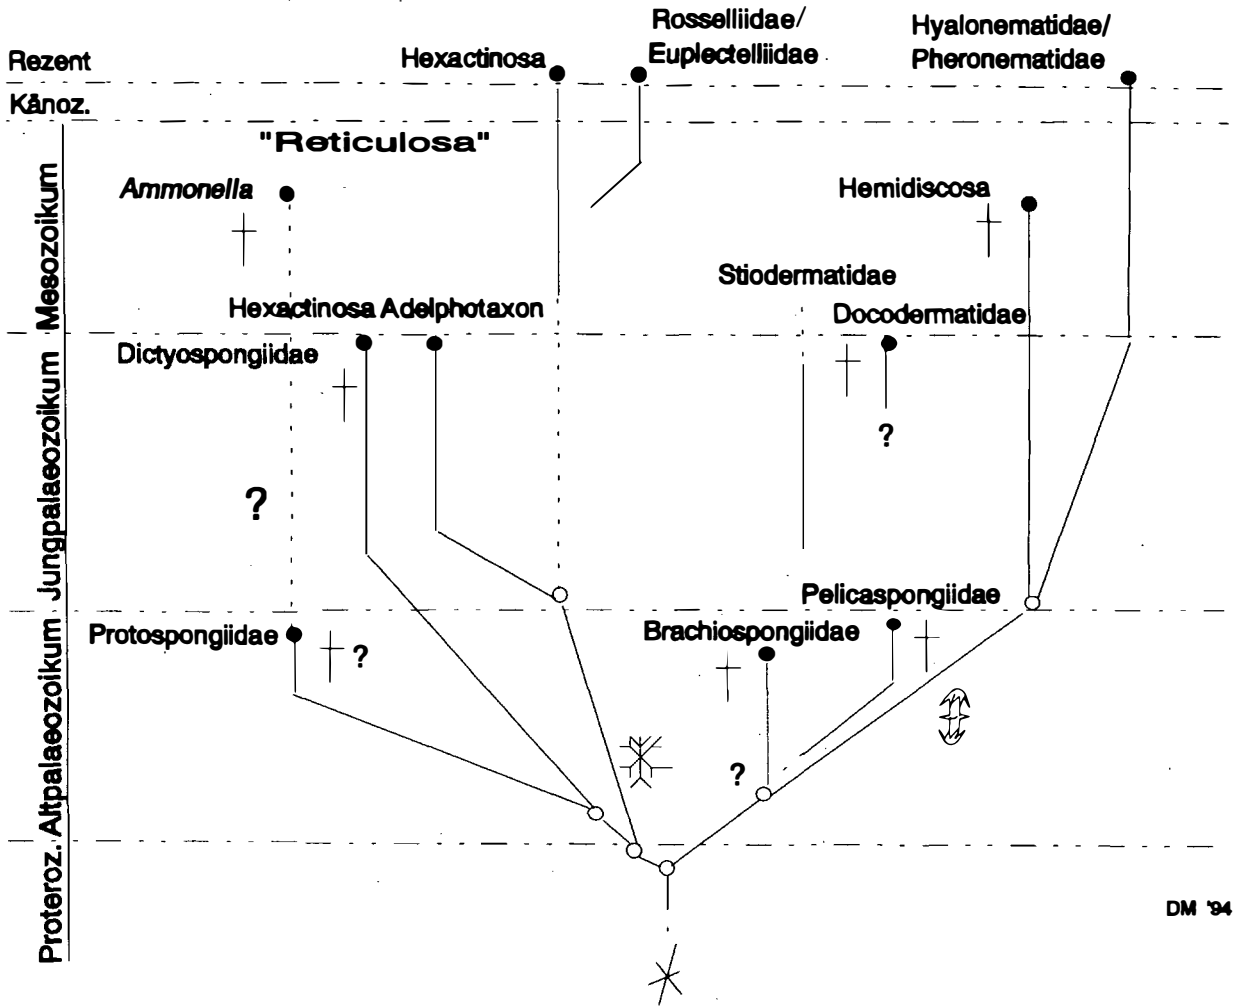 Rosselliidae/
Hyalonematidae/
Rezent
Hexactinosa
Euplectelliidae
Pheronematidae
Känoz.
"Reticulosa"
Ammonella
Hemidiscosa
Stiodermatidae
Hexactinosa Adelphotaxon
Docodermatidae
Dictyospongiidae
?
?
Pelicaspongiidae
Protospongiidae
?
Brachiospongiidae
?
Proteroz. Altpalaeozoikum Jungpalaeozoikum Mesozoikum
DM '94